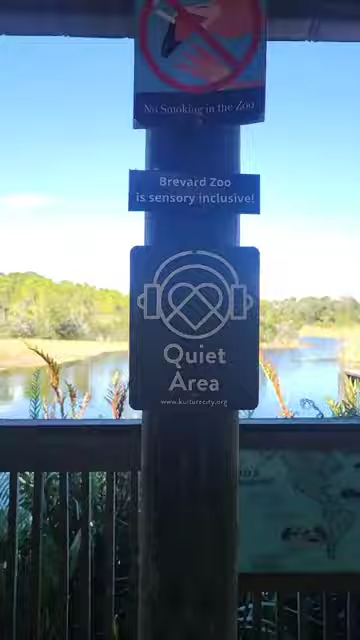 No Smoking in the Zoo
Brevard Zoo
is sensory inclusive!
Quiet
Area
www.kulturecity.org